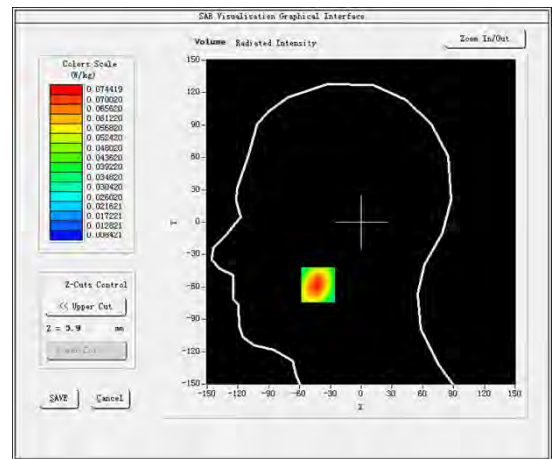 SAR Visualisation Graphical Interface
Volume Radiated Intensity
Zoom In/Out
Colors Scale
(W/kg)
0.074419
0.070020
0.065620
0.061220
0.056820
0.052420
0.048020
0.043620
0.039220
0.034820
0.030420
0.026020
0.021621
0.017221
0.012821
0.008421
150
120
90
60
30
0
-30
-60
-90
-120
-150
Y
-150 -120 -90 -60 -30 0 30 60 90 120 150
X
Z-Cuts Control
<< Upper Cut
Z = 3.9 mm
SAVE
Cancel